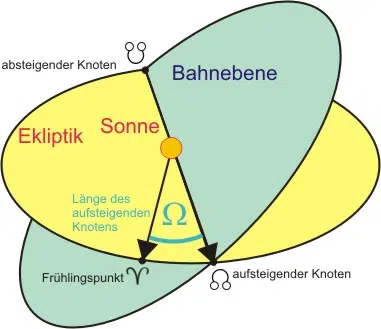 ☋
absteigender Knoten
Bahnebene
Ekliptik
Sonne
Länge des
aufsteigenden
Knotens
Ω
Frühlingspunkt ♈
☊ aufsteigender Knoten